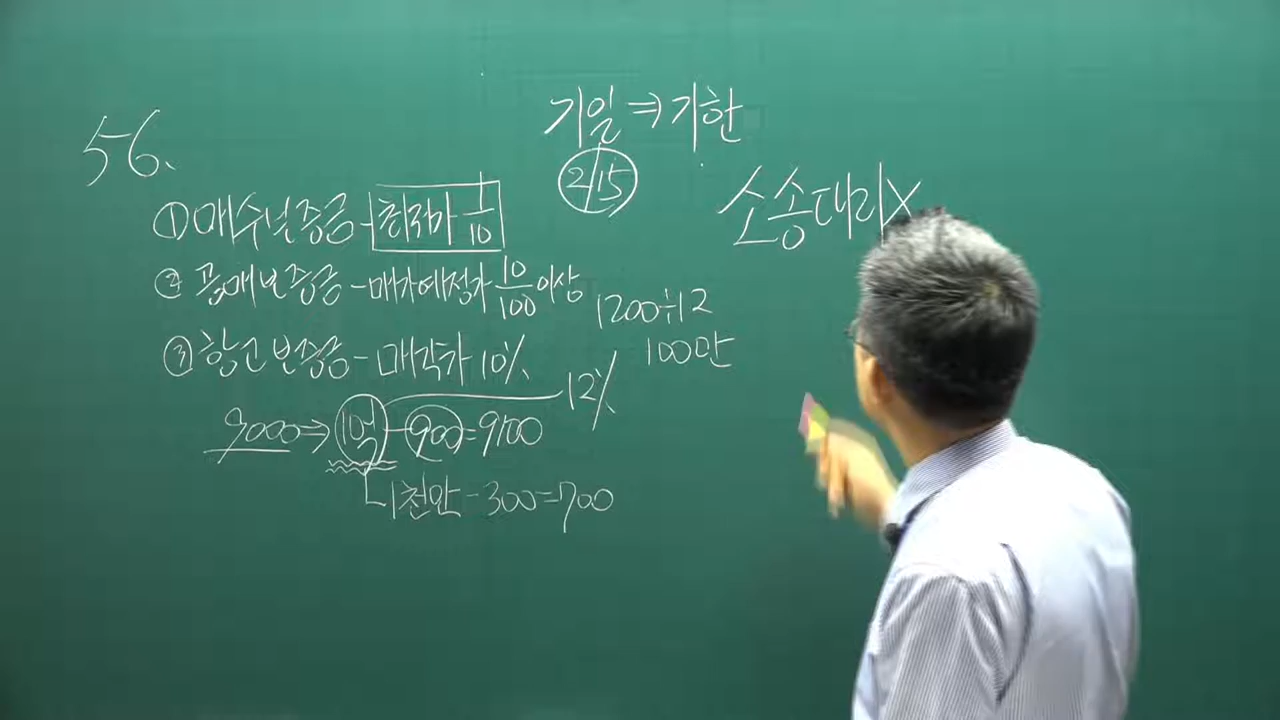 56.
기일 ⇒ 기한
2/15
소송대리X
① 매수보증금 - 최저가 1/10
② 공매보증금 - 매각예정가 10/100 이상
1200÷12
100만
③ 항고보증금 - 매각가 10%
12%
9000 ⇒ 10억 - 900 = 9100
1천만 - 300 = 700